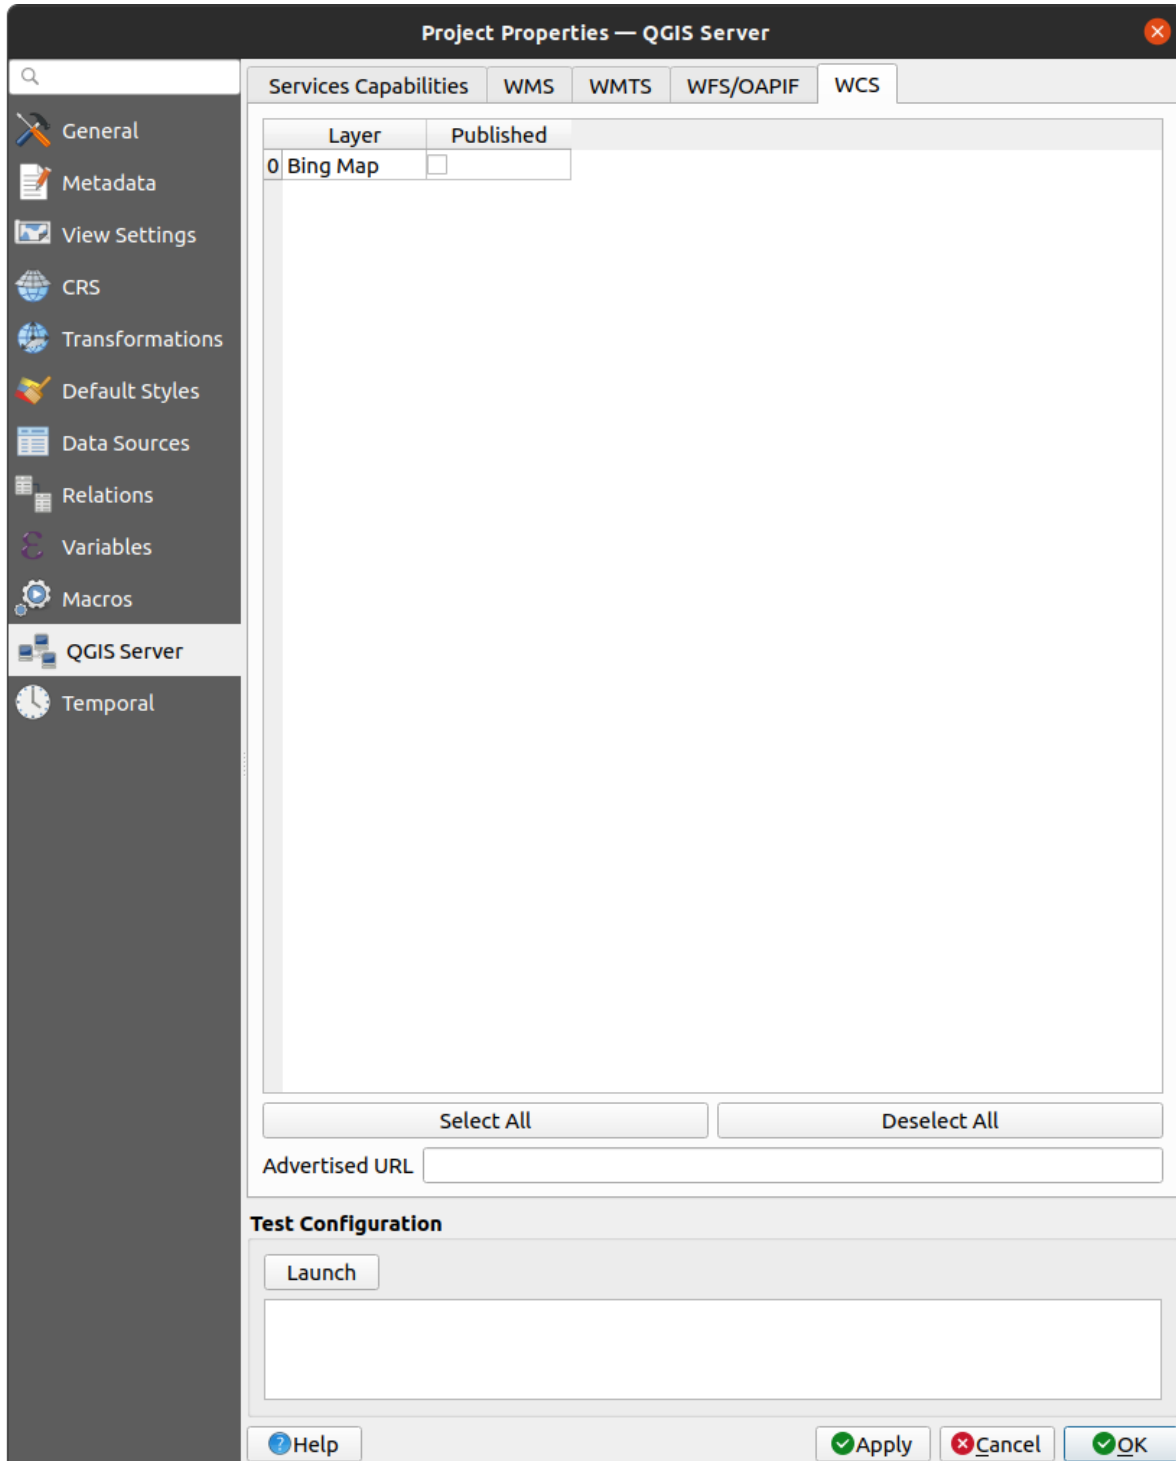 Project Properties — QGIS Server
Services Capabilities WMS WMTS WFS/OAPIF WCS
General
Metadata
View Settings
CRS
Transformations
Default Styles
Data Sources
Relations
Variables
Macros
QGIS Server
Temporal
Layer Published
0 Bing Map
Select All Deselect All
Advertised URL
Test Configuration
Launch
Help Apply Cancel OK